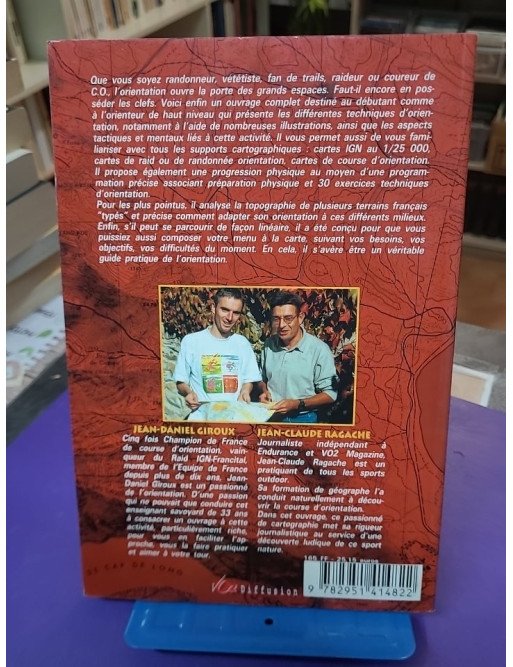 Que vous soyez randonneur, vététiste, fan de trails, raideur ou coureur de
C.O., l'orientation ouvre la porte des grands espaces. Faut-il encore en pos-
séder les clefs. Voici enfin un ouvrage complet destiné au débutant comme
à l'orienteur de haut niveau qui présente les différentes techniques d'orien-
tation, notamment à l'aide de nombreuses illustrations, ainsi que les aspects
tactiques et mentaux liés à cette activité. Il vous permet aussi de vous fami-
liariser avec tous les supports cartographiques : cartes IGN au 1/25 000,
cartes de raid ou de randonnée orientation, cartes de course d'orientation.
Il propose également une progression physique au moyen d'une program-
mation précise associant préparation physique et 30 exercices techniques
d'orientation.
Pour les plus pointus, il analyse la topographie de plusieurs terrains français
"typés" et précise comment adapter son orientation à ces différents milieux.
Enfin, s'il peut se parcourir de façon linéaire, il a été conçu pour que vous
puissiez aussi composer votre menu à la carte, suivant vos besoins, vos
objectifs, vos difficultés du moment. En cela, il s'avère être un véritable
guide pratique de l'orientation.
JEAN-DANIEL GIROUX
Cinq fois Champion de France
de course d'orientation, vain-
queur du Raid IGN-Francital,
membre de l'Equipe de France
depuis plus de dix ans, Jean-
Daniel Giroux est un passionné
de l'orientation. D'une passion
qui ne pouvait que conduire cet
enseignant savoyard de 33 ans
à consacrer un ouvrage à cette
activité, particulièrement riche,
pour vous en faciliter l'ap-
proche, vous la faire pratiquer
et aimer à votre tour.
JEAN-CLAUDE RAGACHE
Journaliste indépendant à
Endurance et VO2 Magazine,
Jean-Claude Ragache est un
pratiquant de tous les sports
outdoor.
Sa formation de géographe l'a
conduit naturellement à décou-
vrir la course d'orientation.
Dans cet ouvrage, ce passionné
de cartographie met sa rigueur
journalistique au service d'une
découverte ludique de ce sport
nature.
165 FF - 25,15 euros
9 782951 414822
Diffusion
SE CAP DE LONG